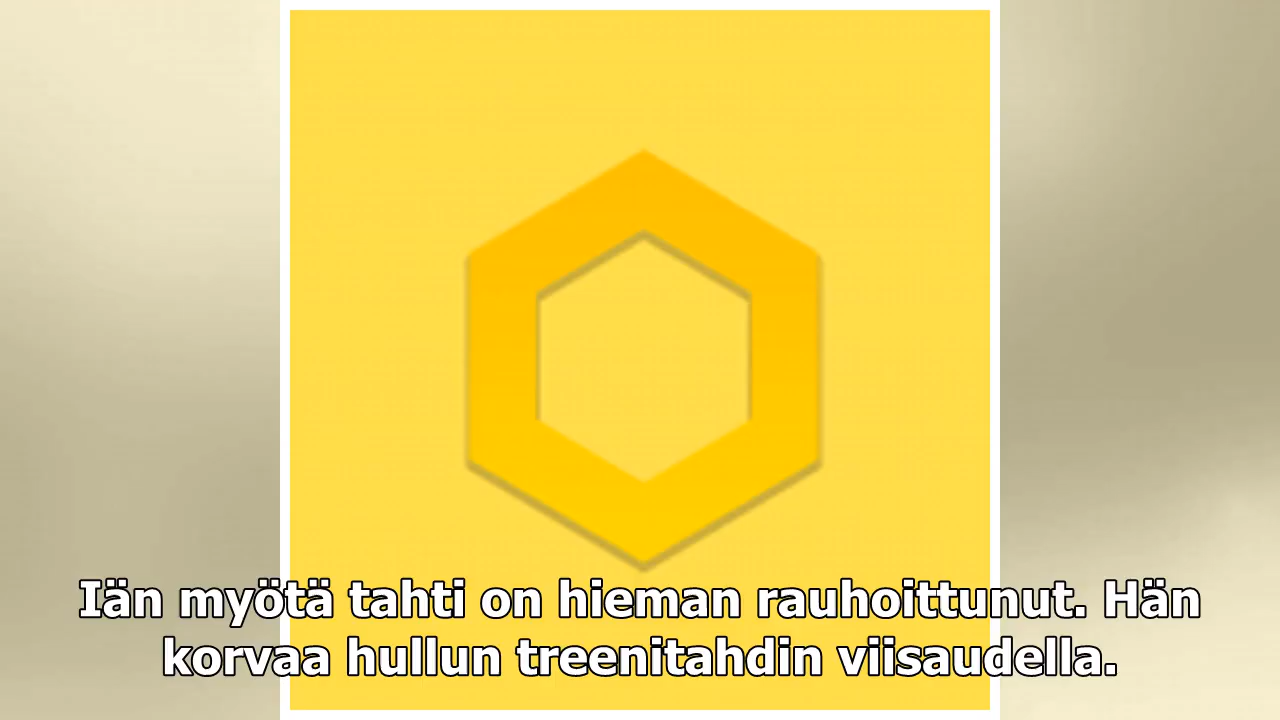 Iän myötä tahti on hieman rauhoittunut. Hän
korvaa hullun treenitahdin viisaudella.